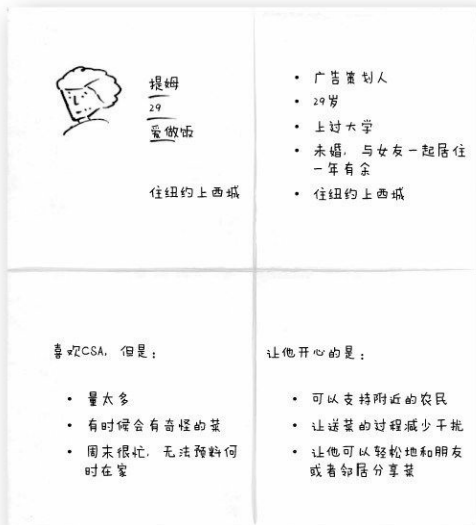 提姆
29
爱做饭
住纽约上西城
• 广告策划人
• 29岁
• 上过大学
• 未婚，与女友一起居住
一年有余
• 住纽约上西城
喜欢CSA，但是：
• 量太多
• 有时候会有奇怪的菜
• 周末很忙，无法预料何
时在家
让他开心的是：
• 可以支持附近的农民
• 让送菜的过程减少干扰
• 让他可以轻松地和朋友
或者邻居分享菜